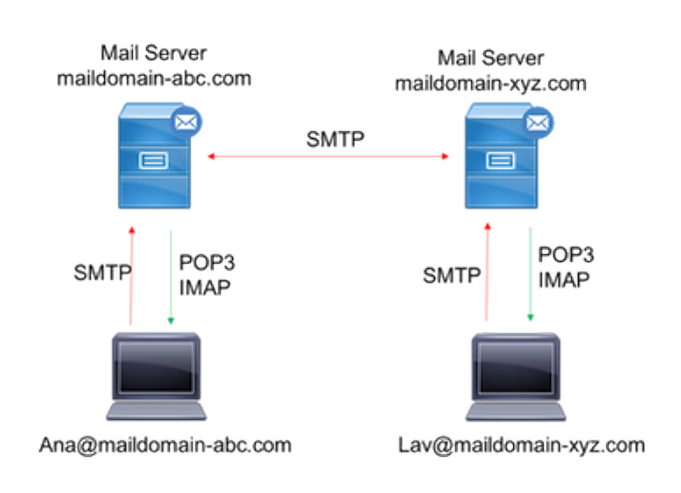 Mail Server
maildomain-abc.com
Mail Server
maildomain-xyz.com
SMTP
SMTP
POP3
IMAP
SMTP
POP3
IMAP
Ana@maildomain-abc.com
Lav@maildomain-xyz.com